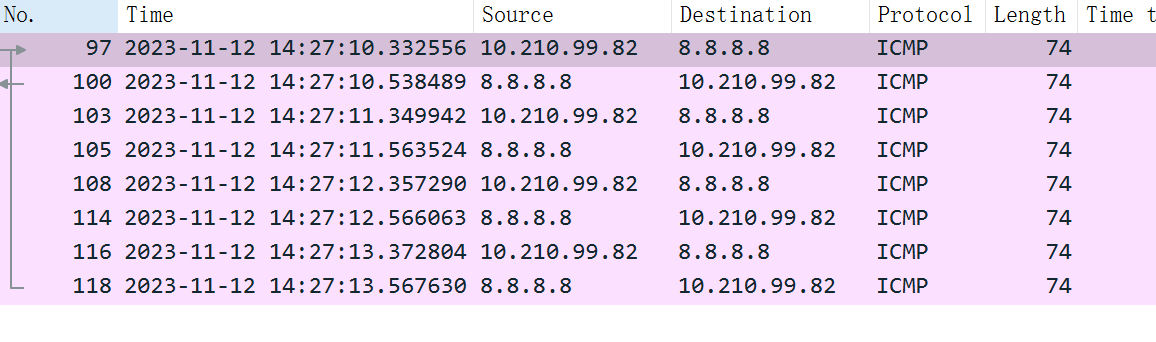 No. Time Source Destination Protocol Length Time t
97 2023-11-12 14:27:10.332556 10.210.99.82 8.8.8.8 ICMP 74
100 2023-11-12 14:27:10.538489 8.8.8.8 10.210.99.82 ICMP 74
103 2023-11-12 14:27:11.349942 10.210.99.82 8.8.8.8 ICMP 74
105 2023-11-12 14:27:11.563524 8.8.8.8 10.210.99.82 ICMP 74
108 2023-11-12 14:27:12.357290 10.210.99.82 8.8.8.8 ICMP 74
114 2023-11-12 14:27:12.566063 8.8.8.8 10.210.99.82 ICMP 74
116 2023-11-12 14:27:13.372804 10.210.99.82 8.8.8.8 ICMP 74
118 2023-11-12 14:27:13.567630 8.8.8.8 10.210.99.82 ICMP 74